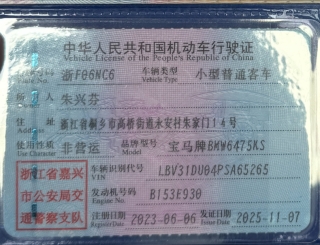 中华人民共和国机动车行驶证
Vehicle License of the People's Republic of China
号牌号码 浙F06NC6 车辆类型 小型普通客车
Vehicle Type
所有人 朱兴芬
住址 浙江省桐乡市高桥街道永安村朱家门14号
使用性质 非营运 品牌型号 宝马牌BMW6475KS
Use Character Model
浙江省嘉兴市公安局交通警察支队
车辆识别代号 LBV31DU04PSA65265
VIN
发动机号码 B153E930
Engine No.
注册日期 2023-06-06 发证日期 2025-11-07
Register Date Issue Date